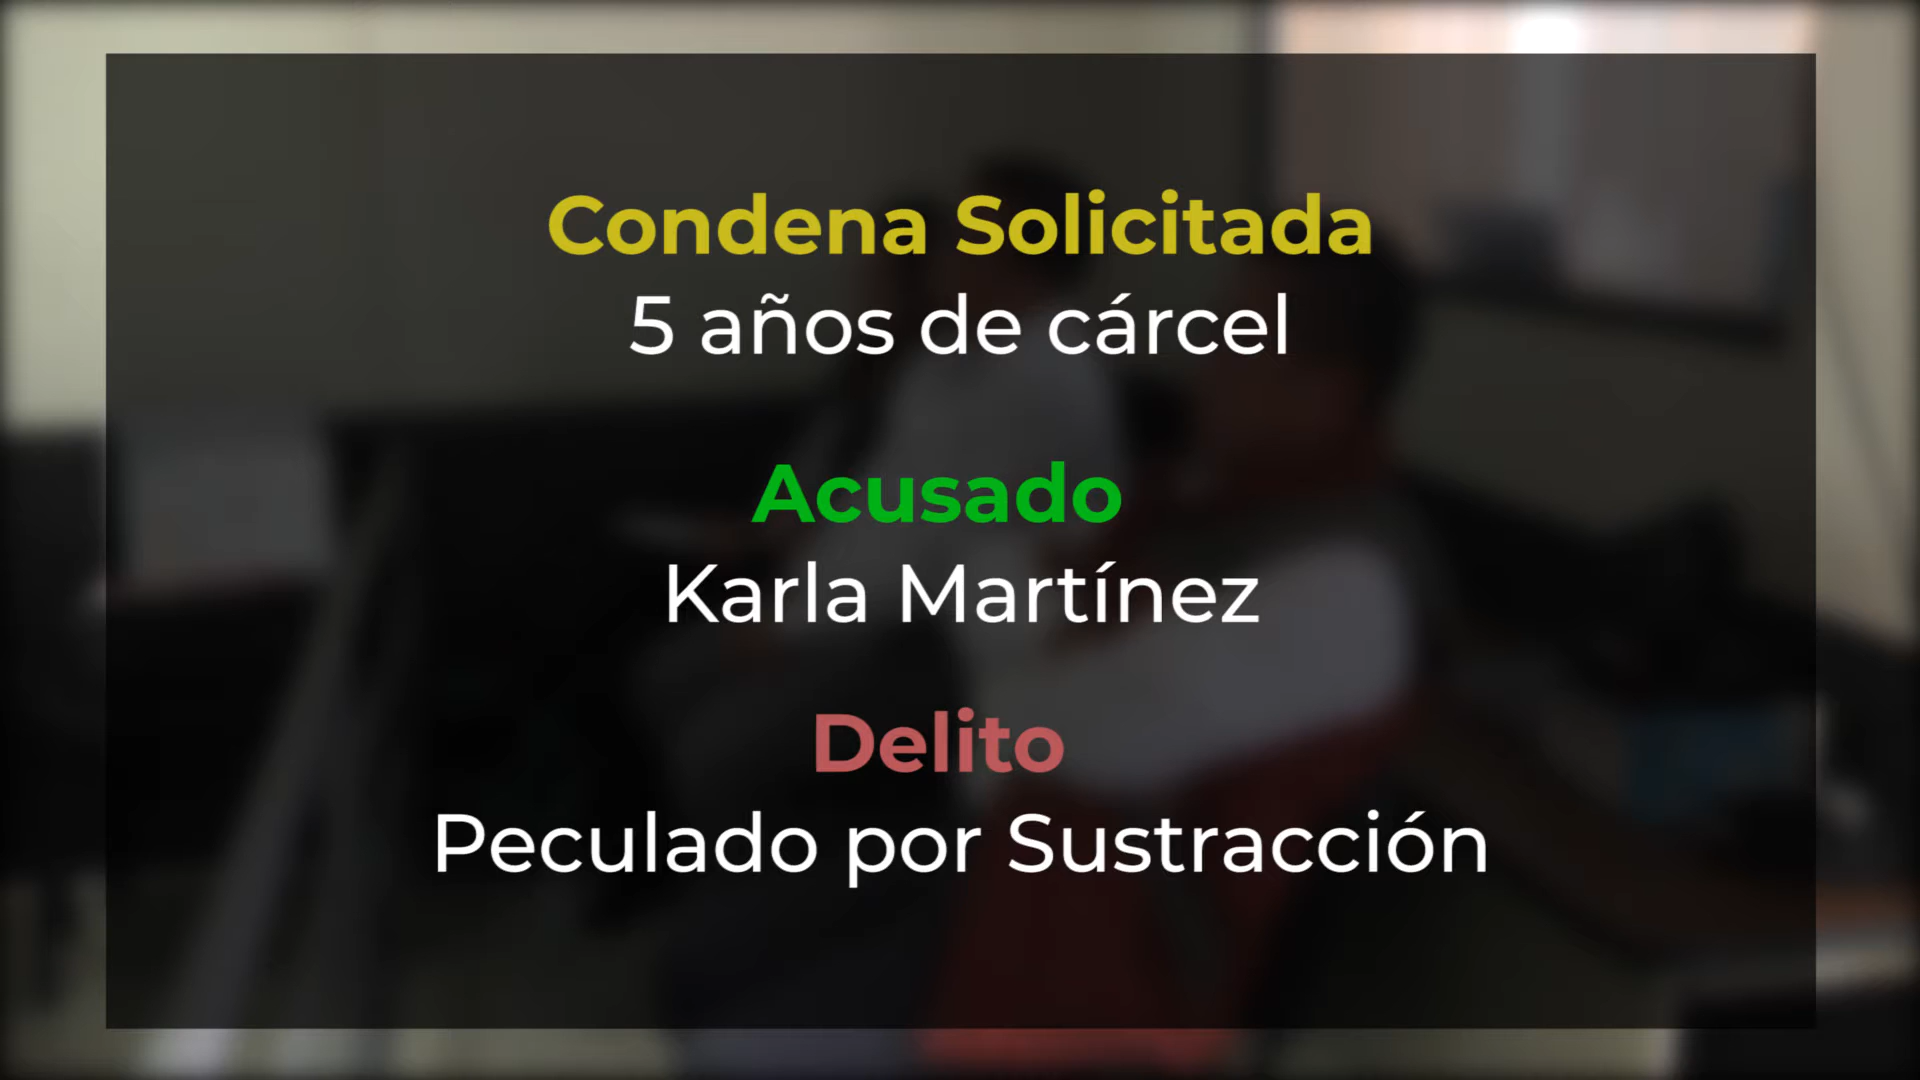 Condena Solicitada
5 años de cárcel
Acusado
Karla Martínez
Delito
Peculado por Sustracción